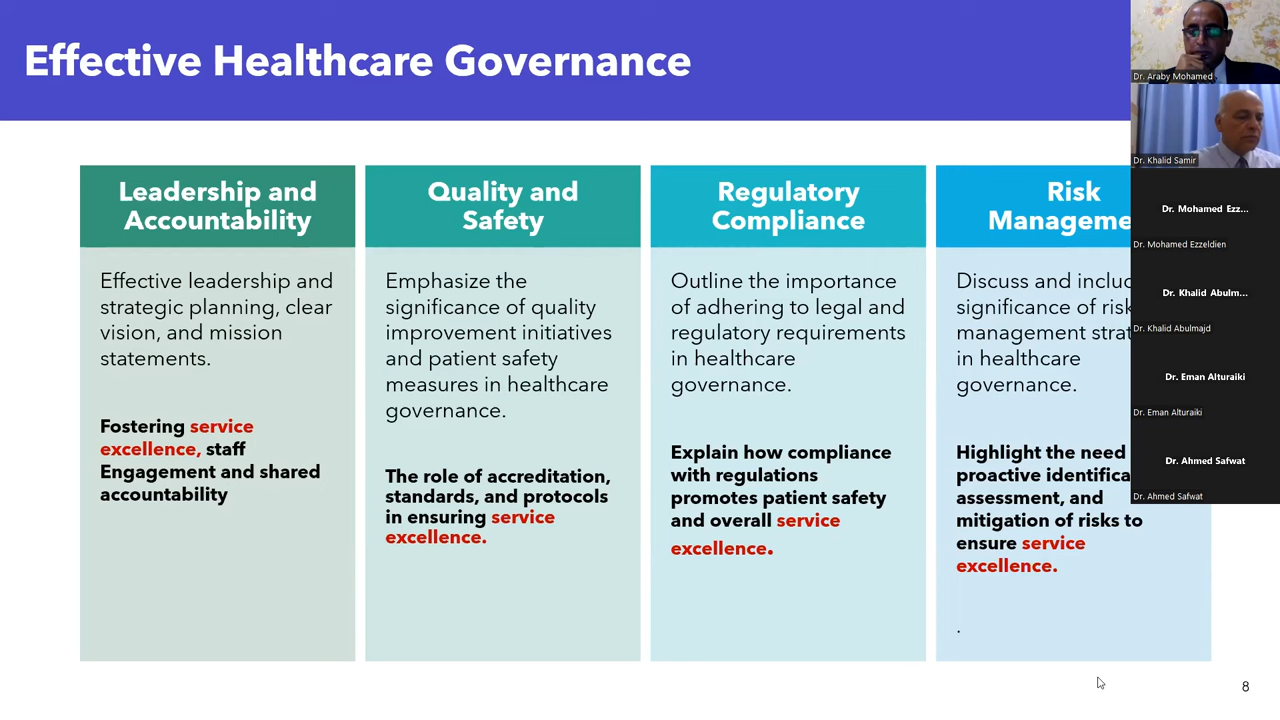 Effective Healthcare Governance
Leadership and
Accountability
Effective leadership and
strategic planning, clear
vision, and mission
statements.
Fostering service
excellence, staff
Engagement and shared
accountability
Quality and
Safety
Emphasize the
significance of quality
improvement initiatives
and patient safety
measures in healthcare
governance.
The role of accreditation,
standards, and protocols
in ensuring service
excellence.
Regulatory
Compliance
Outline the importance
of adhering to legal and
regulatory requirements
in healthcare
governance.
Explain how compliance
with regulations
promotes patient safety
and overall service
excellence.
Risk
Discuss and
significance of risk
management
in healthcare
governance.
Highlight the need
proactive
assessment, and
mitigation of risks to
ensure service
excellence.
.
8
Dr. Araby Mohamed
Dr. Khalid Samir
Dr. Mohamed Ezz...
Dr. Mohamed Ezzeldien
Dr. Khalid Abulm...
Dr. Khalid Abulmajd
Dr. Eman Alturaiki
Dr. Eman Alturaiki
Dr. Ahmed Safwat
Dr. Ahmed Safwat